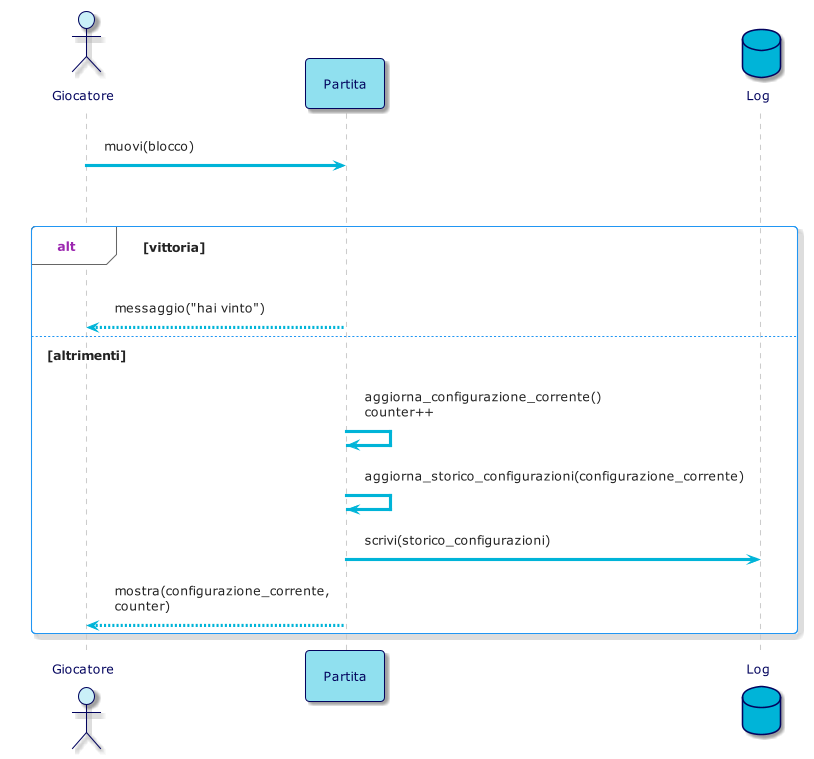 Giocatore
Partita
Log
muovi(blocco)
alt
[vittoria]
messaggio("hai vinto")
[altrimenti]
aggiorna_configurazione_corrente()
counter++
aggiorna_storico_configurazioni(configurazione_corrente)
scrivi(storico_configurazioni)
mostra(configurazione_corrente,
counter)
Giocatore
Partita
Log